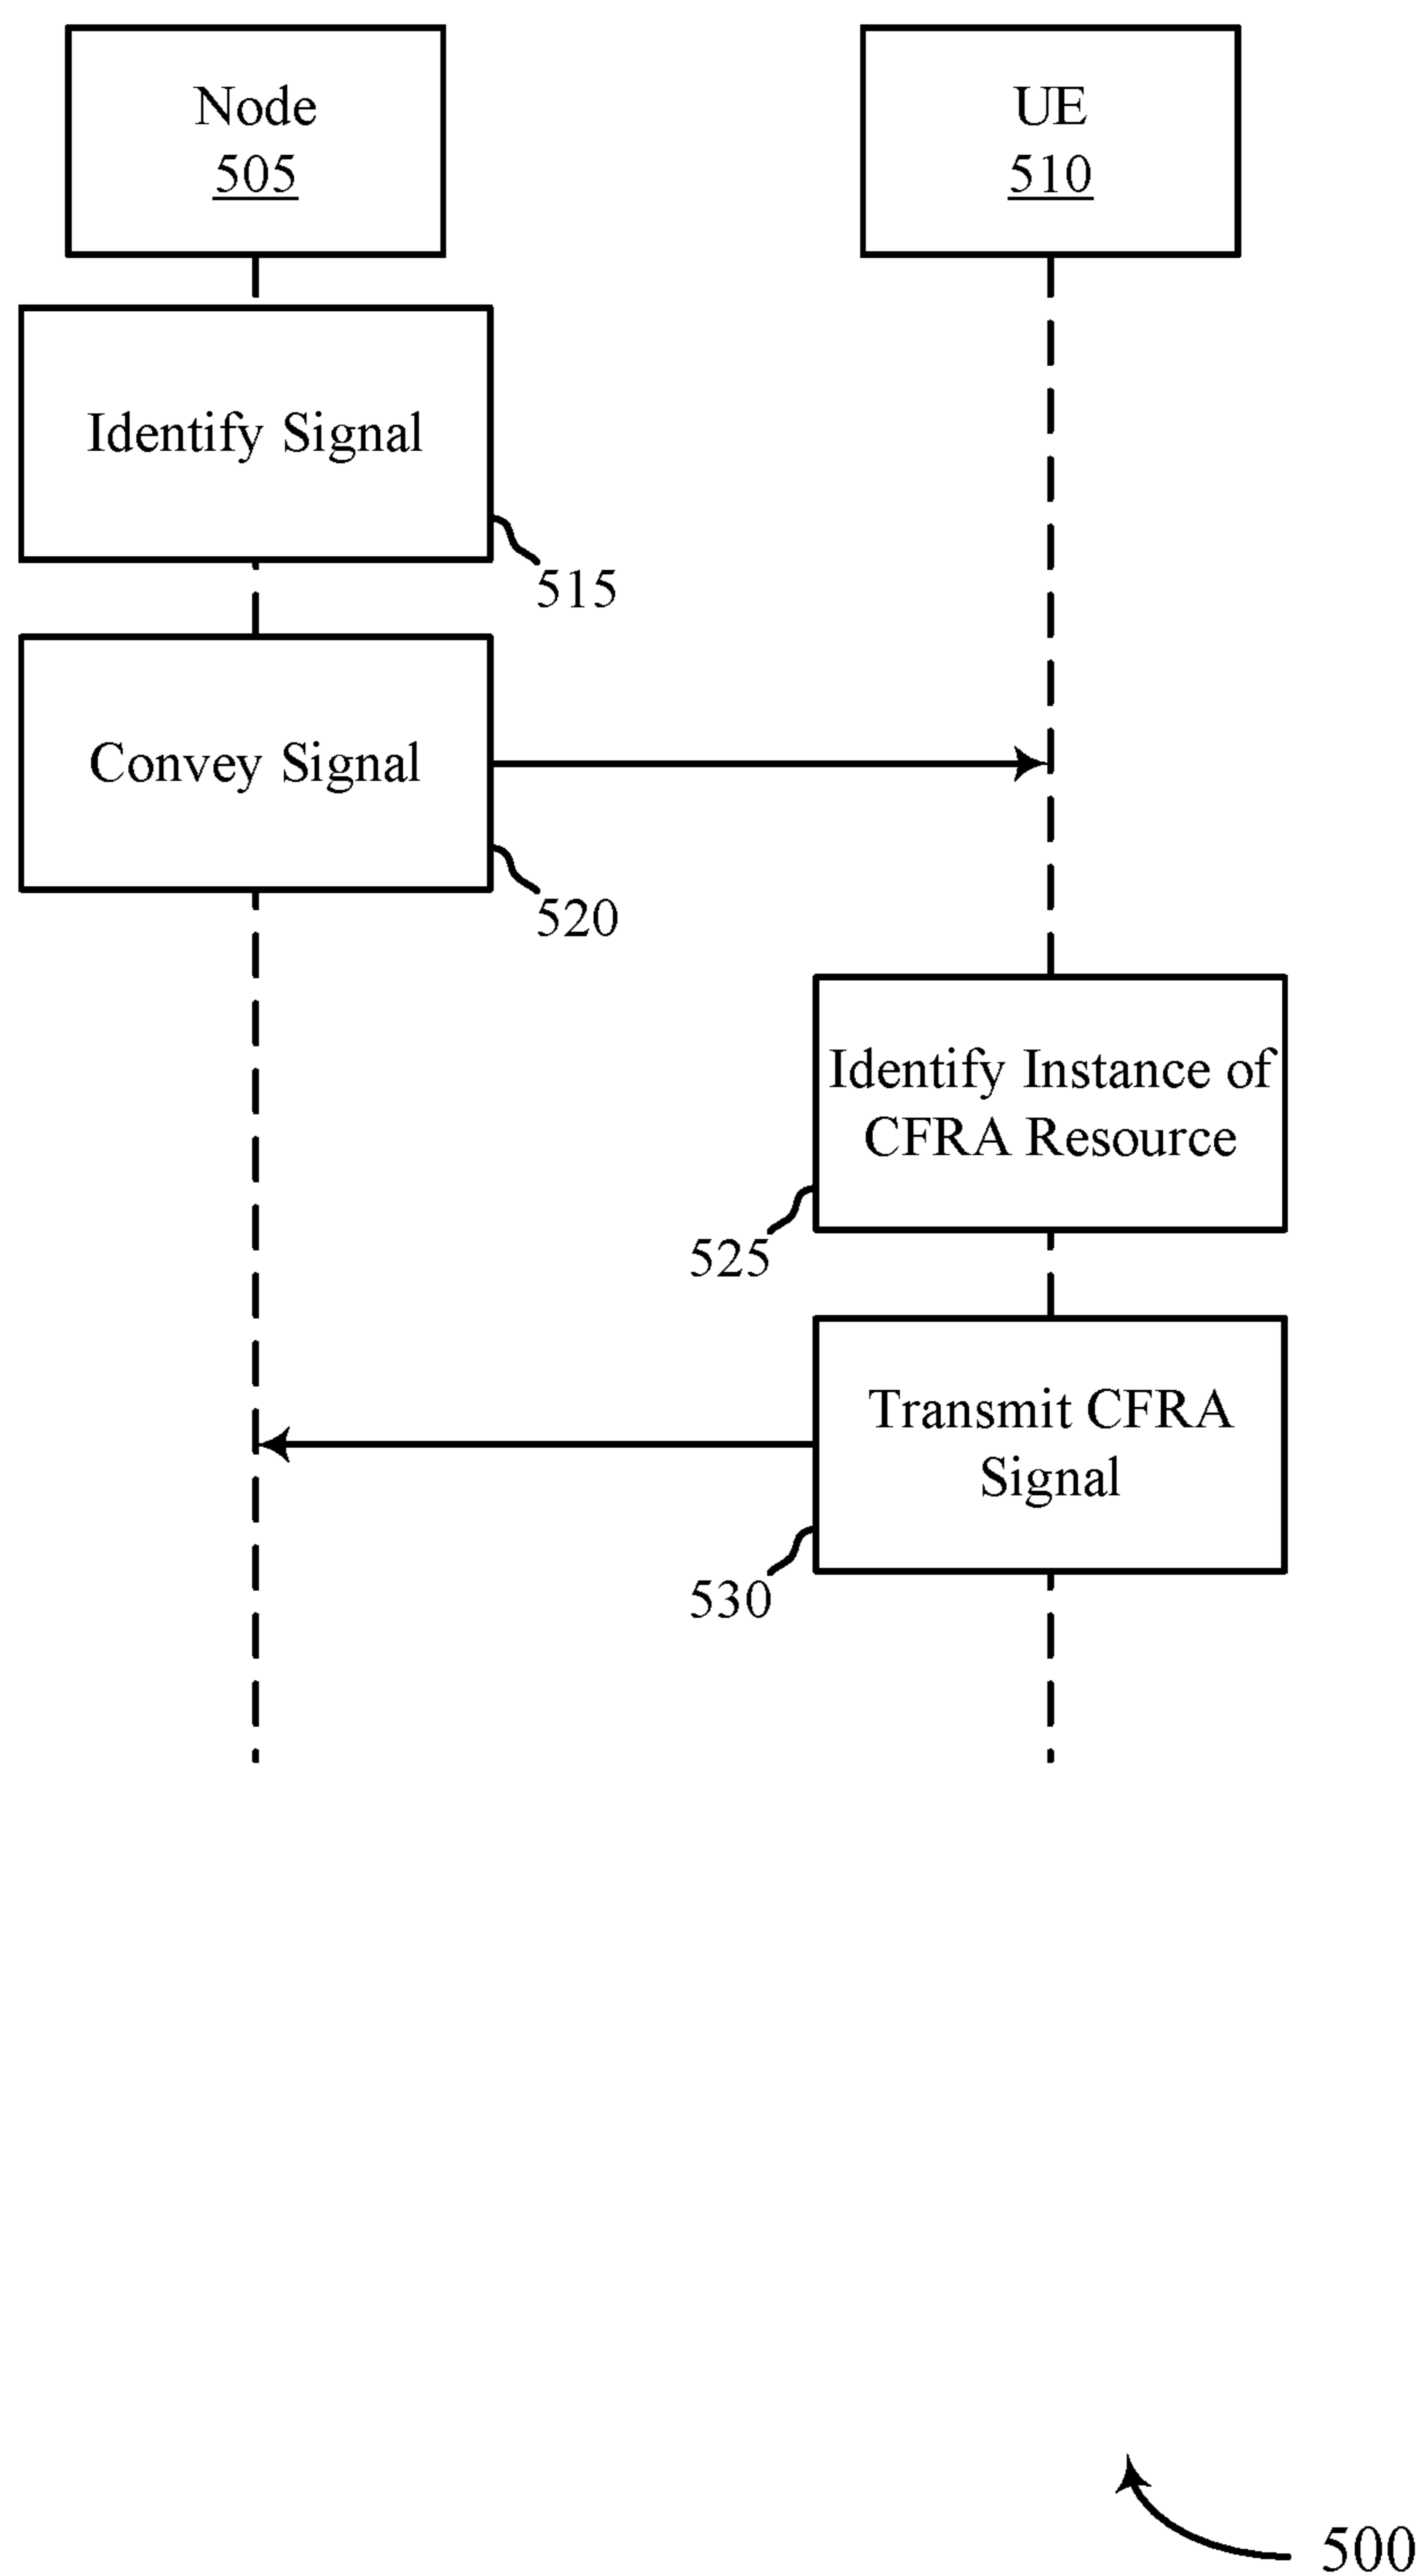 Node
505
UE
510
Identify Signal
515
Convey Signal
520
Identify Instance of
CFRA Resource
525
Transmit CFRA
Signal
530
500